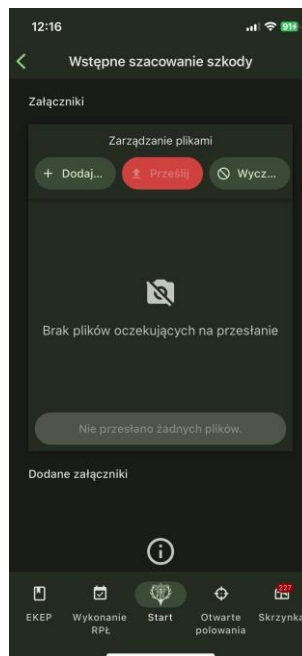 12:16
91
Wstępne szacowanie szkody
Załączniki
Zarządzanie plikami
+ Dodaj... Prześlij Wycz...
Brak plików oczekujących na przesłanie
Nie przesłano żadnych plików.
Dodane załączniki
227
EKEP Wykonanie RPŁ Start Otwarte polowania Skrzynka